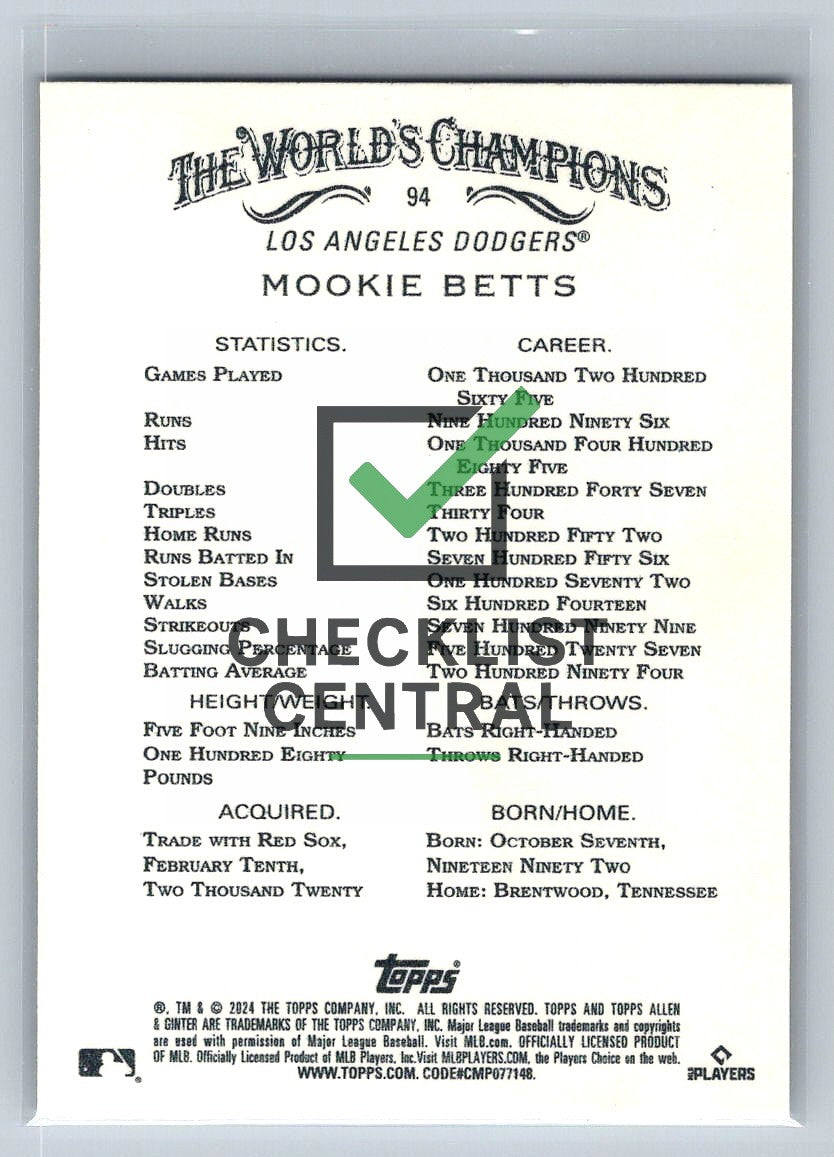 THE WORLD'S CHAMPIONS
94
LOS ANGELES DODGERS®
MOOKIE BETTS
STATISTICS. CAREER.
GAMES PLAYED ONE THOUSAND TWO HUNDRED
SIXTY FIVE
RUNS NINE HUNDRED NINETY SIX
HITS ONE THOUSAND FOUR HUNDRED
EIGHTY FIVE
DOUBLES THREE HUNDRED FORTY SEVEN
TRIPLES THIRTY FOUR
HOME RUNS TWO HUNDRED FIFTY TWO
RUNS BATTED IN SEVEN HUNDRED FIFTY SIX
STOLEN BASES ONE HUNDRED SEVENTY TWO
WALKS SIX HUNDRED FOURTEEN
STRIKEOUTS SEVEN HUNDRED NINETY NINE
SLUGGING PERCENTAGE FIVE HUNDRED TWENTY SEVEN
BATTING AVERAGE TWO HUNDRED NINETY FOUR
CHECKLIST
CENTRAL
HEIGHT/WEIGHT. BATS/THROWS.
FIVE FOOT NINE INCHES BATS RIGHT-HANDED
ONE HUNDRED EIGHTY THROWS RIGHT-HANDED
POUNDS
ACQUIRED. BORN/HOME.
TRADE WITH RED SOX, BORN: OCTOBER SEVENTH,
FEBRUARY TENTH, NINETEEN NINETY TWO
TWO THOUSAND TWENTY HOME: BRENTWOOD, TENNESSEE
Topps®
®, TM & © 2024 THE TOPPS COMPANY, INC. ALL RIGHTS RESERVED. TOPPS AND TOPPS ALLEN
& GINTER ARE TRADEMARKS OF THE TOPPS COMPANY, INC. Major League Baseball trademarks and copyrights
are used with permission of Major League Baseball. Visit MLB.com. OFFICIALLY LICENSED PRODUCT
OF MLB. Officially Licensed Product of MLB Players, Inc.Visit MLBPLAYERS.COM, the Players Choice on the web.
WWW.TOPPS.COM. CODE#CMP077148.
MLB PLAYERS